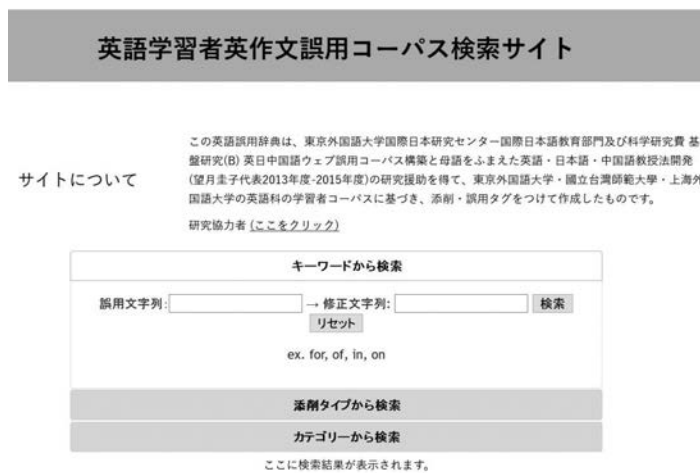 英語学習者英作文誤用コーパス検索サイト
サイトについて
この英語誤用辞典は、東京外国語大学国際日本研究センター国際日本語教育部門及び科学研究費 基
盤研究(B) 英日中国語ウェブ誤用コーパス構築と母語をふまえた英語・日本語・中国語教授法開発
(望月圭子代表2013年度-2015年度)の研究援助を得て、東京外国語大学・國立台灣師範大學・上海外
国語大学の英語科の学習者コーパスに基づき、添削・誤用タグをつけて作成したものです。
研究協力者 (ここをクリック)
キーワードから検索
誤用文字列: → 修正文字列: 検索
リセット
ex. for, of, in, on
添削タイプから検索
カテゴリーから検索
ここに検索結果が表示されます。